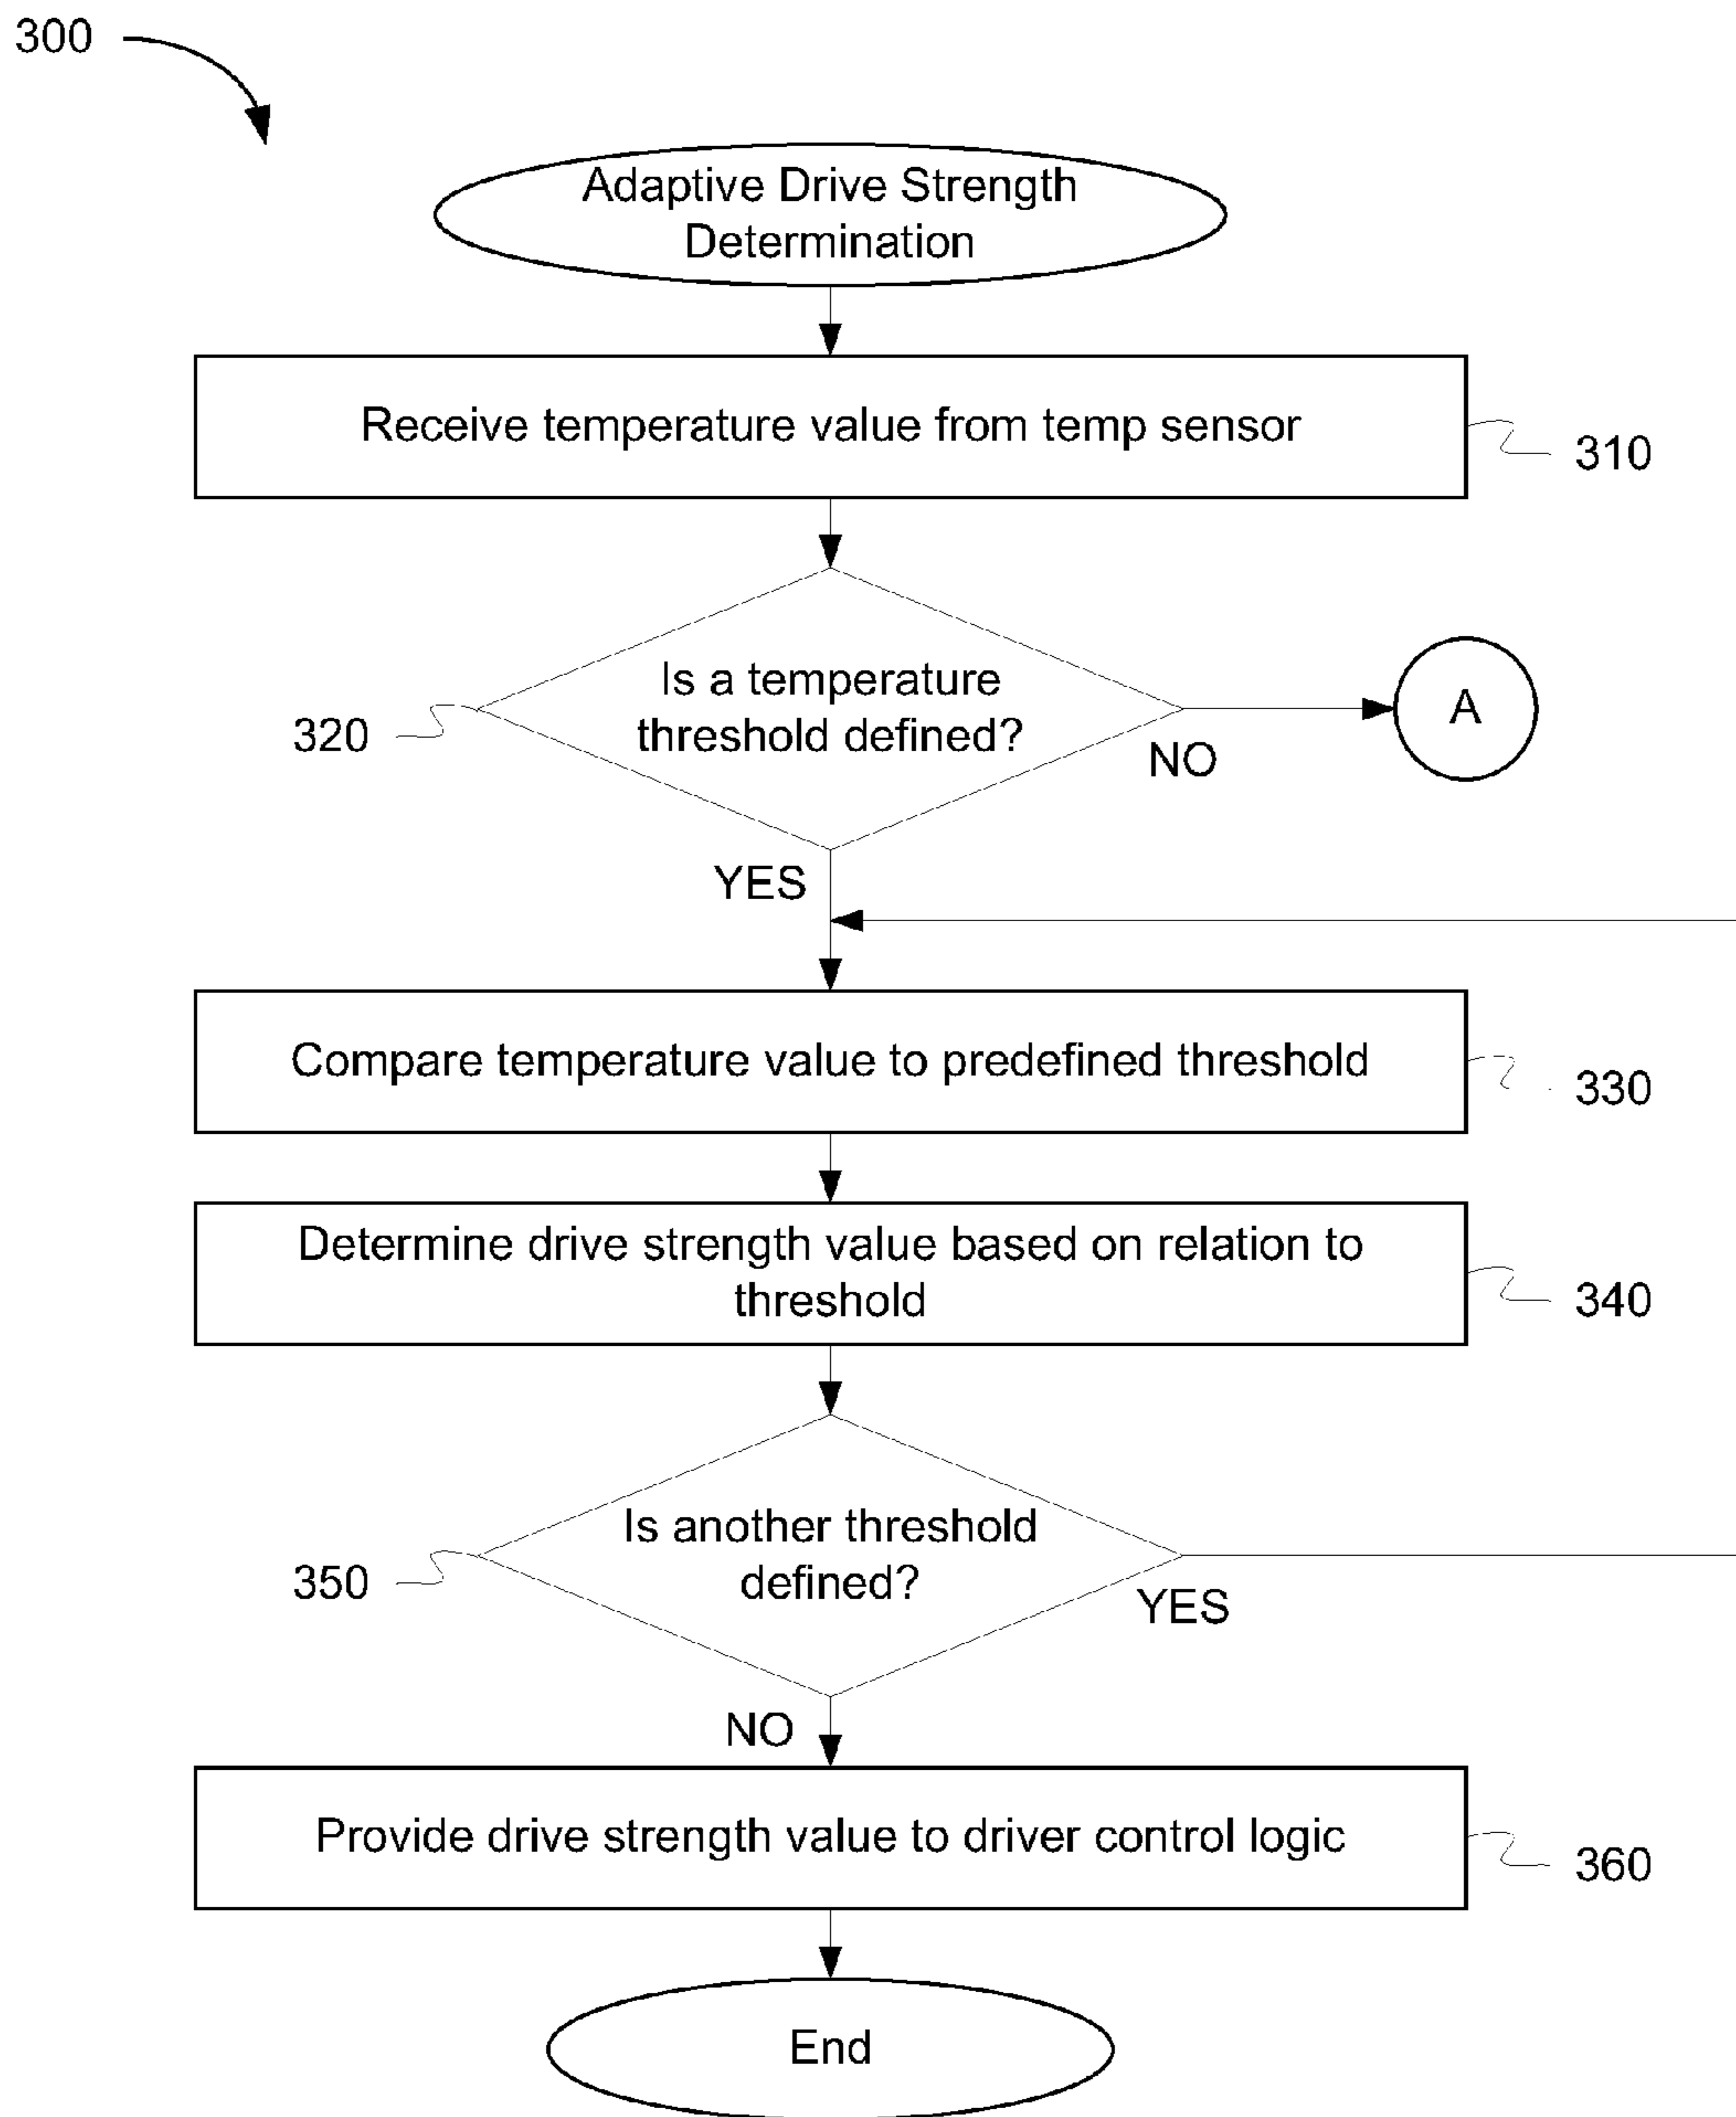 300
Adaptive Drive Strength
Determination
Receive temperature value from temp sensor
310
Is a temperature
threshold defined?
320
NO
A
YES
Compare temperature value to predefined threshold
330
Determine drive strength value based on relation to
threshold
340
Is another threshold
defined?
350
YES
NO
Provide drive strength value to driver control logic
360
End